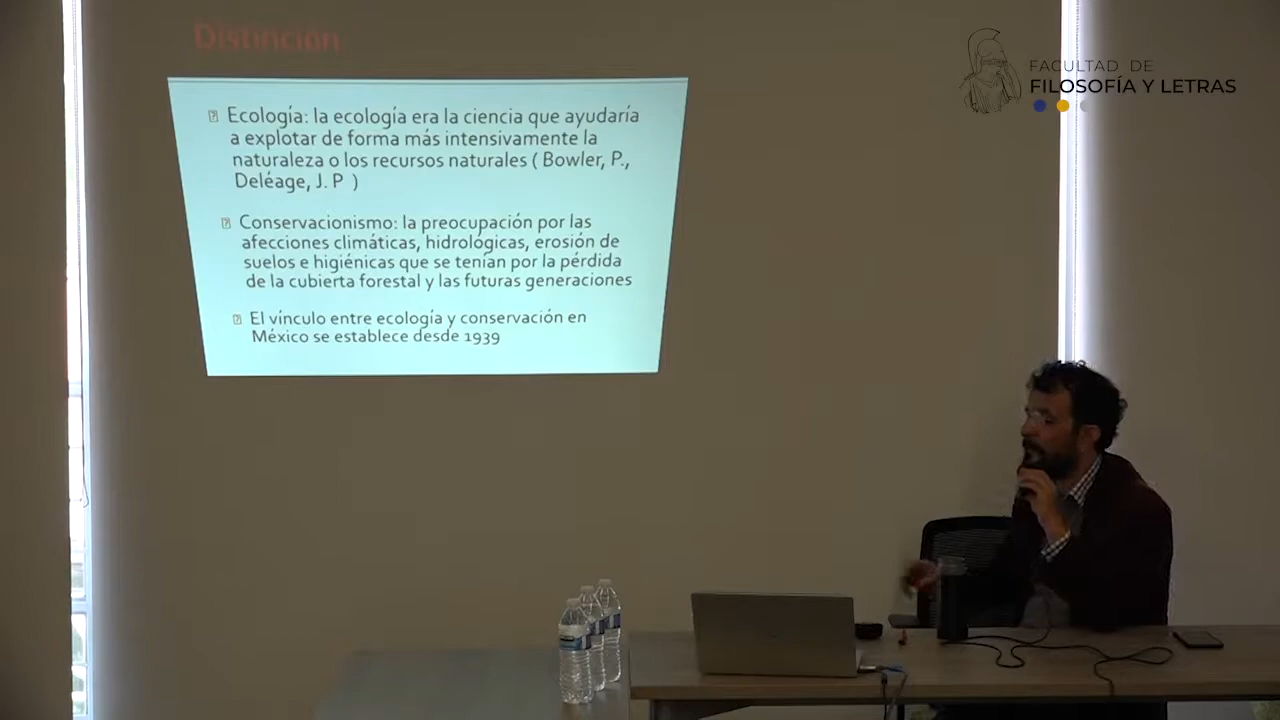 Distinción
Ecología: la ecología era la ciencia que ayudaría
a explotar de forma más intensivamente la
naturaleza o los recursos naturales ( Bowler, P.,
Deléage, J. P )
Conservacionismo: la preocupación por las
afecciones climáticas, hidrológicas, erosión de
suelos e higiénicas que se tenían por la pérdida
de la cubierta forestal y las futuras generaciones
El vínculo entre ecología y conservación en
México se establece desde 1939
FACULTAD DE
FILOSOFÍA Y LETRAS